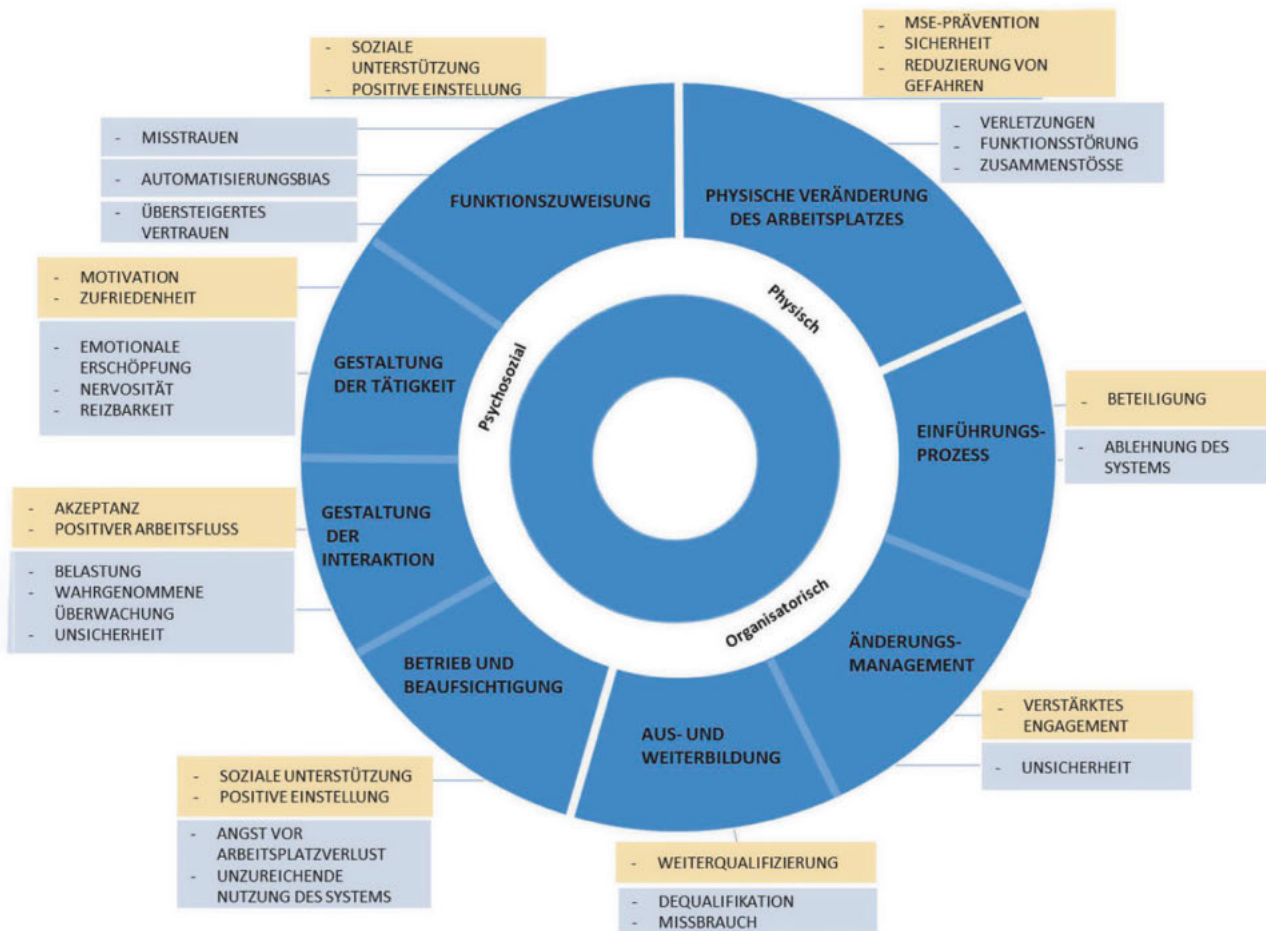 - SOZIALE
UNTERSTÜTZUNG
- POSITIVE EINSTELLUNG
- MISSTRAUEN
- AUTOMATISIERUNGSBIAS
- ÜBERSTEIGERTES
VERTRAUEN
FUNKTIONSZUWEISUNG
- MSE-PRÄVENTION
- SICHERHEIT
- REDUZIERUNG VON
GEFAHREN
- VERLETZUNGEN
- FUNKTIONSSTÖRUNG
- ZUSAMMENSTÖSSE
PHYSISCHE VERÄNDERUNG
DES ARBEITSPLATZES
Physisch
- MOTIVATION
- ZUFRIEDENHEIT
- EMOTIONALE
ERSCHÖPFUNG
- NERVOSITÄT
- REIZBARKEIT
GESTALTUNG
DER TÄTIGKEIT
Psychosozial
- BETEILIGUNG
- ABLEHNUNG DES
SYSTEMS
EINFÜHRUNGS-
PROZESS
- AKZEPTANZ
- POSITIVER ARBEITSFLUSS
- BELASTUNG
- WAHRGENOMMENE
ÜBERWACHUNG
- UNSICHERHEIT
GESTALTUNG
DER
INTERAKTION
Organisatorisch
ÄNDERUNGS-
MANAGEMENT
- VERSTÄRKTES
ENGAGEMENT
- UNSICHERHEIT
BETRIEB UND
BEAUFSICHTIGUNG
- SOZIALE UNTERSTÜTZUNG
- POSITIVE EINSTELLUNG
- ANGST VOR
ARBEITSPLATZVERLUST
- UNZUREICHENDE
NUTZUNG DES SYSTEMS
AUS- UND
WEITERBILDUNG
- WEITERQUALIFIZIERUNG
- DEQUALIFIKATION
- MISSBRAUCH